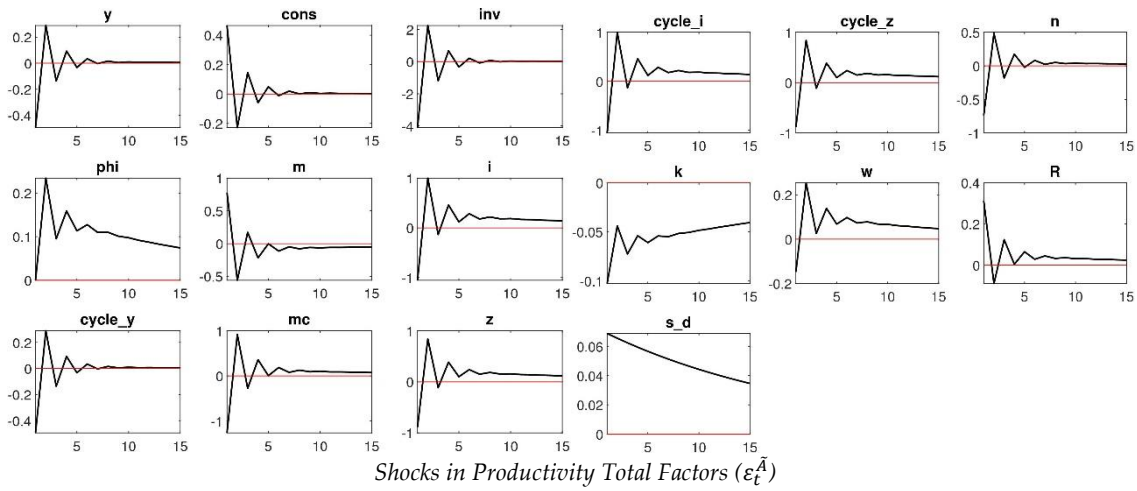 y cons inv cycle_i cycle_z n
0.2 0.4 2 1 1 0.5
0 0.2 0 0 0 0
-0.2 0 -2 -0.5
-0.4 0.2 -4 -1 -1 -1
5 10 15 5 10 15 5 10 15 5 10 15 5 10 15 5 10 15
phi m i k w R
0.2 1 1 0 0.2 0.4
0.1 0.5 0 -0.05 0 0.2
0 0 -1 -0.1 -0.2 0
-0.5
5 10 15 5 10 15 5 10 15 5 10 15 5 10 15 5 10 15
cycle_y mc z s_d
0.2 1 1 0.06
0 0 0 0.04
-0.2 -1 -1 0.02
-0.4 0
5 10 15 5 10 15 5 10 15 5 10 15
Shocks in Productivity Total Factors (ε_t^Ã)